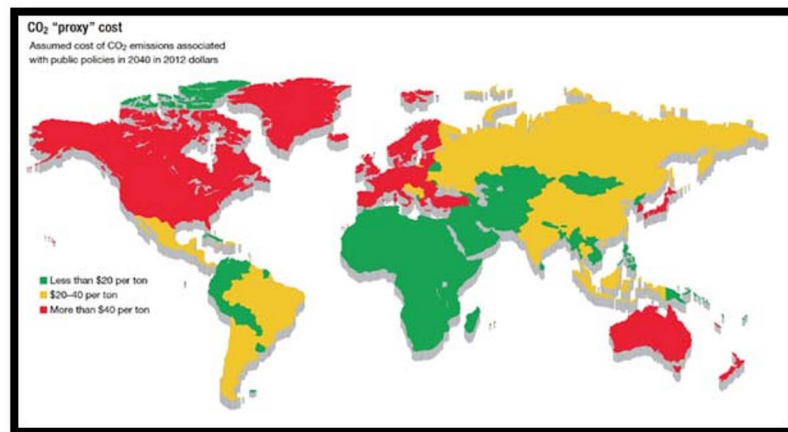 CO₂ “proxy” cost
Assumed cost of CO₂ emissions associated
with public policies in 2040 in 2012 dollars
Less than $20 per ton
$20–40 per ton
More than $40 per ton